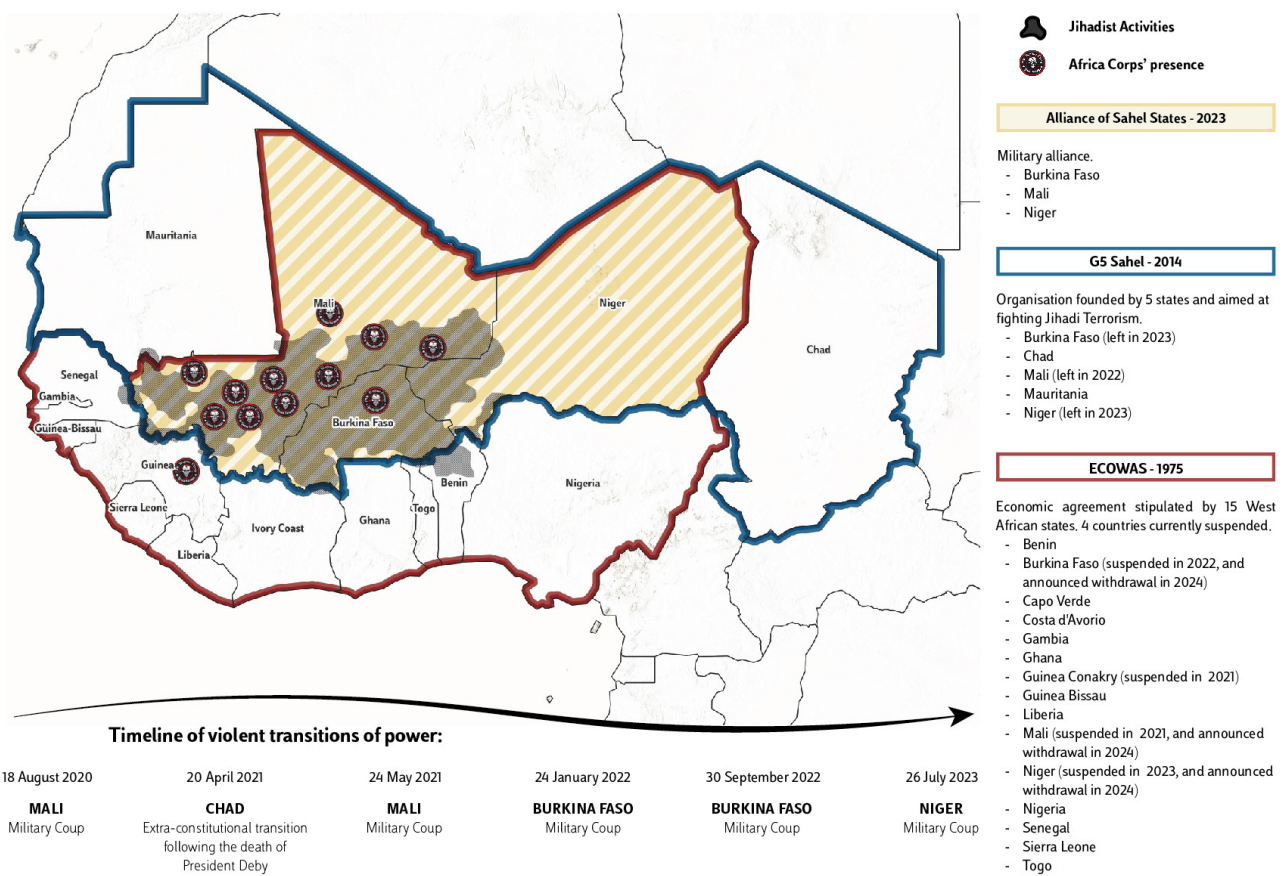 Jihadist Activities
Africa Corps' presence
Alliance of Sahel States - 2023
Military alliance.
- Burkina Faso
- Mali
- Niger
G5 Sahel - 2014
Organisation founded by 5 states and aimed at
fighting Jihadi Terrorism.
- Burkina Faso (left in 2023)
- Chad
- Mali (left in 2022)
- Mauritania
- Niger (left in 2023)
ECOWAS - 1975
Economic agreement stipulated by 15 West
African states. 4 countries currently suspended.
- Benin
- Burkina Faso (suspended in 2022, and
announced withdrawal in 2024)
- Capo Verde
- Costa d'Avorio
- Gambia
- Ghana
- Guinea Conakry (suspended in 2021)
- Guinea Bissau
- Liberia
- Mali (suspended in 2021, and announced
withdrawal in 2024)
- Niger (suspended in 2023, and announced
withdrawal in 2024)
- Nigeria
- Senegal
- Sierra Leone
- Togo
Mauritania
Mali
Niger
Chad
Senegal
Gambia
Guinea-Bissau
Burkina Faso
Guinea
Benin
Nigeria
Sierra Leone
Togo
Ghana
Ivory Coast
Liberia
Timeline of violent transitions of power:
18 August 2020
MALI
Military Coup
20 April 2021
CHAD
Extra-constitutional transition
following the death of
President Deby
24 May 2021
MALI
Military Coup
24 January 2022
BURKINA FASO
Military Coup
30 September 2022
BURKINA FASO
Military Coup
26 July 2023
NIGER
Military Coup